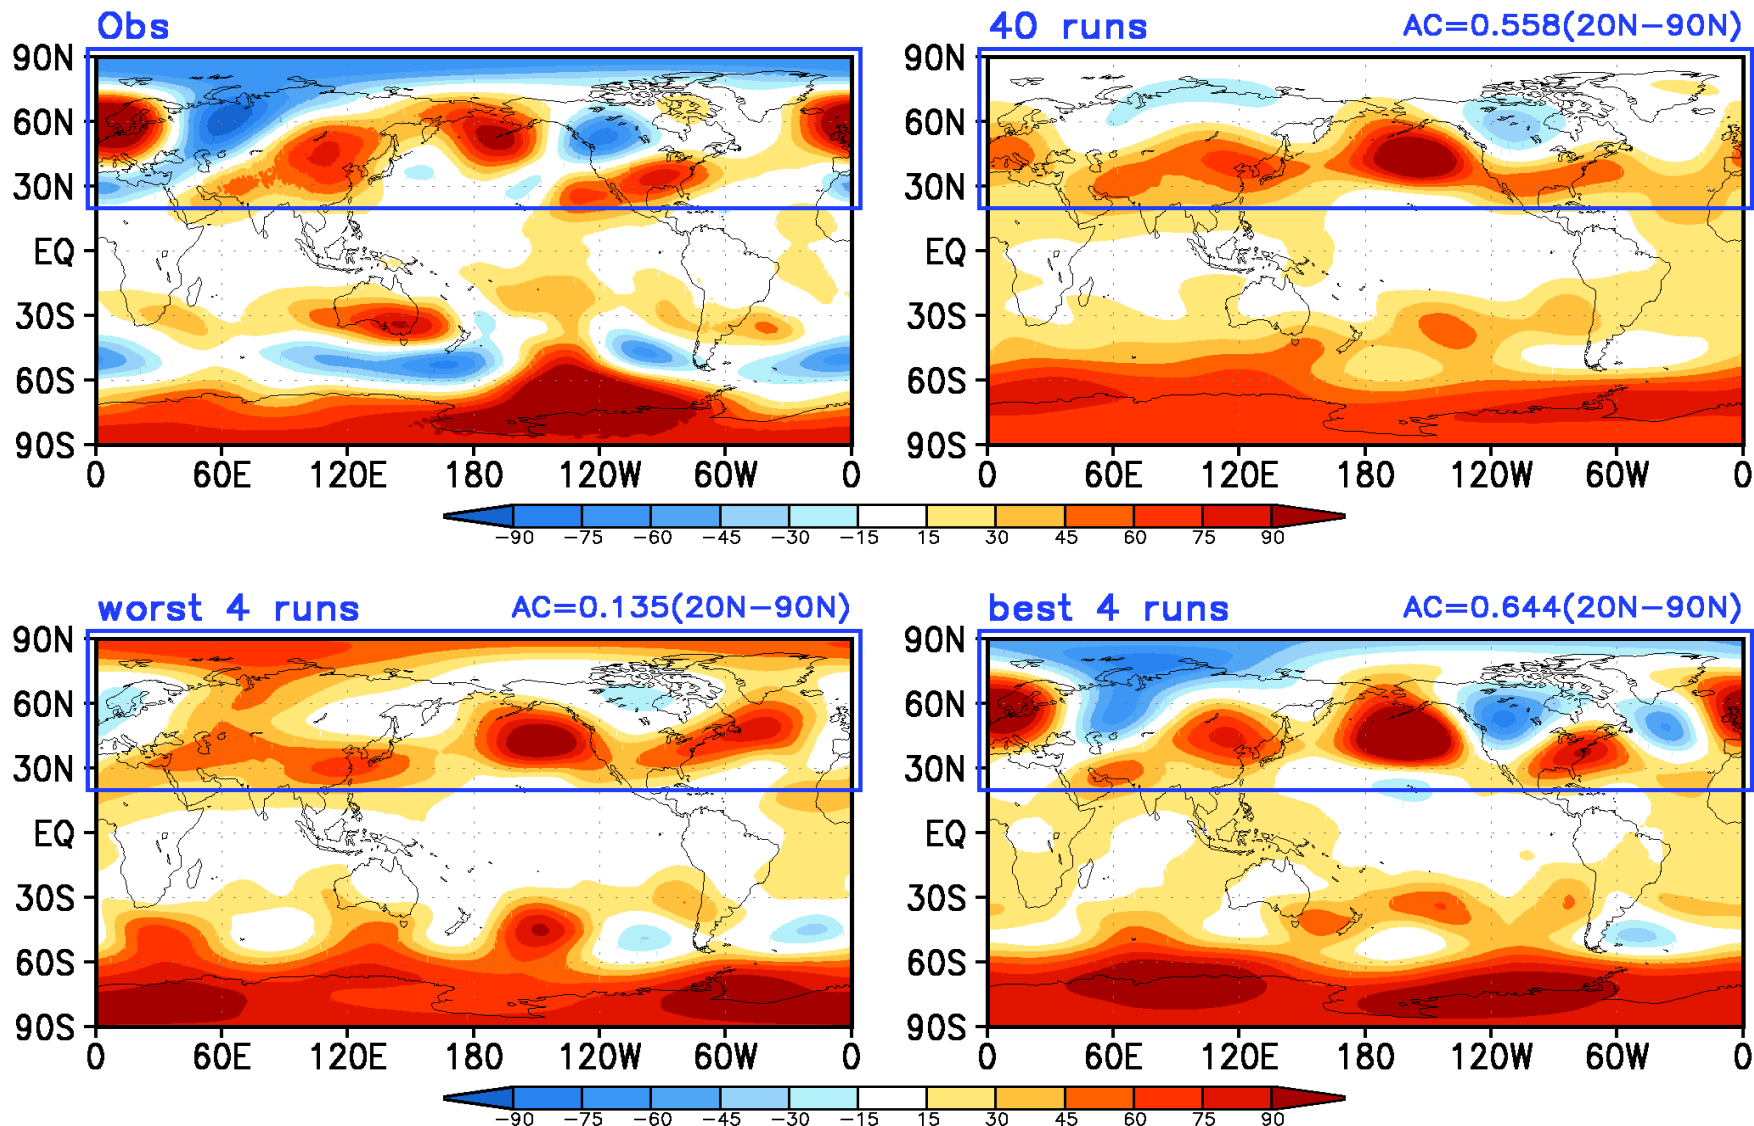 Obs
40 runs AC=0.558(20N−90N)
90N 90N
60N 60N
30N 30N
EQ EQ
30S 30S
60S 60S
90S 90S
0 60E 120E 180 120W 60W 0 0 60E 120E 180 120W 60W 0
−90 −75 −60 −45 −30 −15 15 30 45 60 75 90
worst 4 runs AC=0.135(20N−90N)
best 4 runs AC=0.644(20N−90N)
90N 90N
60N 60N
30N 30N
EQ EQ
30S 30S
60S 60S
90S 90S
0 60E 120E 180 120W 60W 0 0 60E 120E 180 120W 60W 0
−90 −75 −60 −45 −30 −15 15 30 45 60 75 90